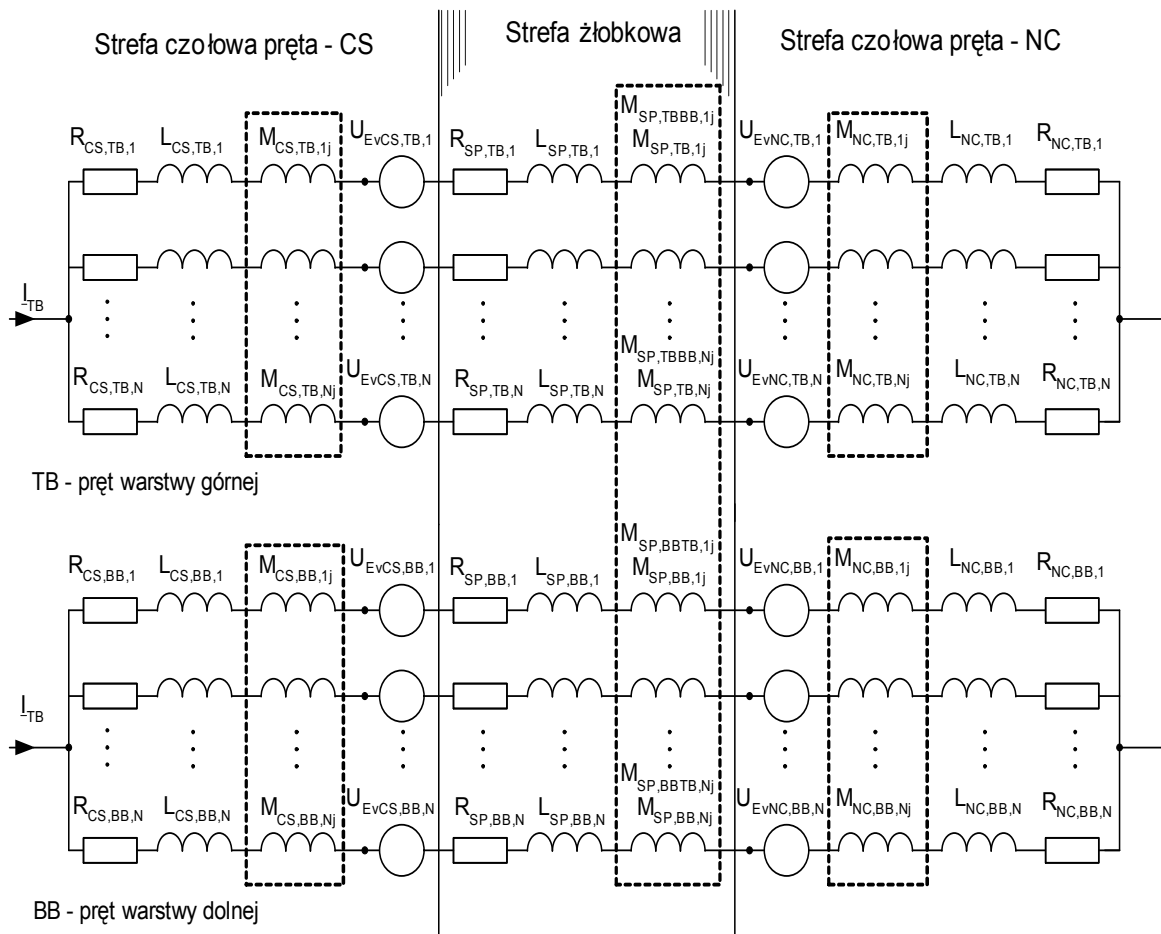 Strefa czołowa pręta - CS
Strefa żłobkowa
Strefa czołowa pręta - NC
R_CS,TB,1 L_CS,TB,1 M_CS,TB,1j U_EvCS,TB,1 R_SP,TB,1 L_SP,TB,1 M_SP,TBBB,1j M_SP,TB,1j U_EvNC,TB,1 M_NC,TB,1j L_NC,TB,1 R_NC,TB,1
I_TB
R_CS,TB,N L_CS,TB,N M_CS,TB,Nj U_EvCS,TB,N R_SP,TB,N L_SP,TB,N M_SP,TBBB,Nj M_SP,TB,Nj U_EvNC,TB,N M_NC,TB,Nj L_NC,TB,N R_NC,TB,N
TB - pręt warstwy górnej
R_CS,BB,1 L_CS,BB,1 M_CS,BB,1j U_EvCS,BB,1 R_SP,BB,1 L_SP,BB,1 M_SP,BBTB,1j M_SP,BB,1j U_EvNC,BB,1 M_NC,BB,1j L_NC,BB,1 R_NC,BB,1
I_TB
R_CS,BB,N L_CS,BB,N M_CS,BB,Nj U_EvCS,BB,N R_SP,BB,N L_SP,BB,N M_SP,BBTB,Nj M_SP,BB,Nj U_EvNC,BB,N M_NC,BB,Nj L_NC,BB,N R_NC,BB,N
BB - pręt warstwy dolnej